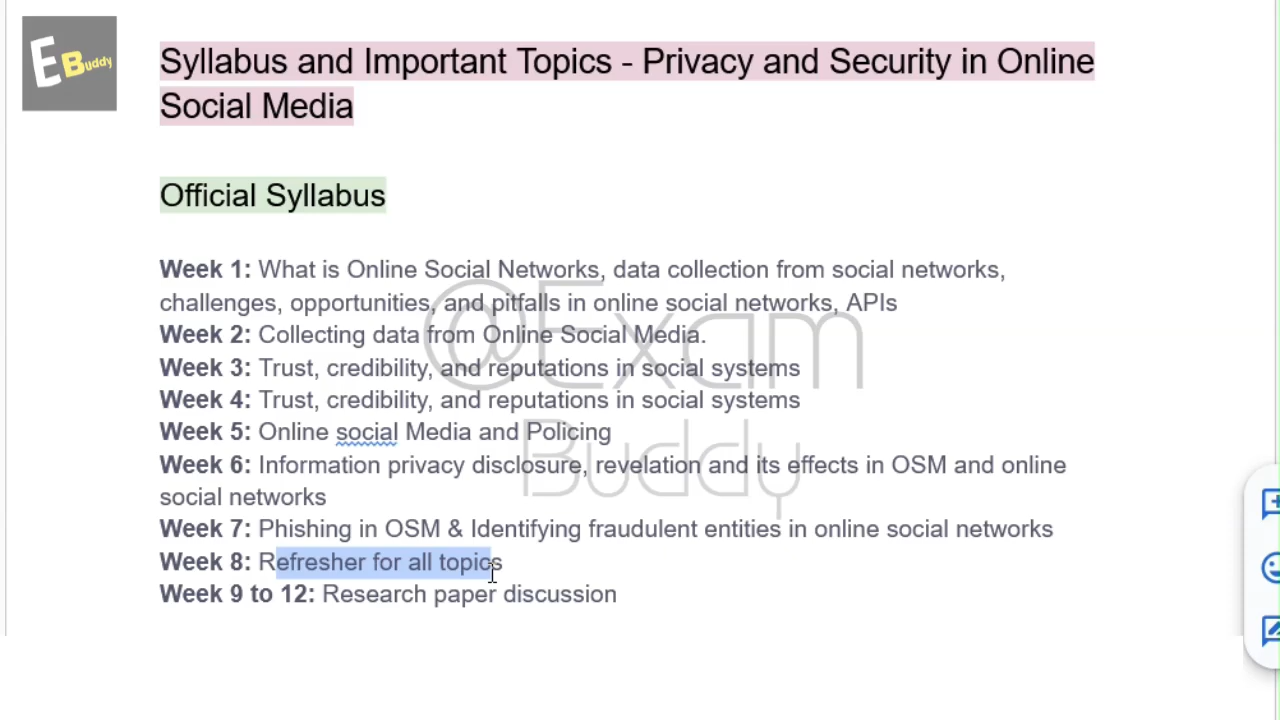 E Buddy
Syllabus and Important Topics - Privacy and Security in Online
Social Media
Official Syllabus
Week 1: What is Online Social Networks, data collection from social networks,
challenges, opportunities, and pitfalls in online social networks, APIs
Week 2: Collecting data from Online Social Media.
Week 3: Trust, credibility, and reputations in social systems
Week 4: Trust, credibility, and reputations in social systems
Week 5: Online social Media and Policing
Week 6: Information privacy disclosure, revelation and its effects in OSM and online
social networks
Week 7: Phishing in OSM & Identifying fraudulent entities in online social networks
Week 8: Refresher for all topics
Week 9 to 12: Research paper discussion
@Exam
Buddy